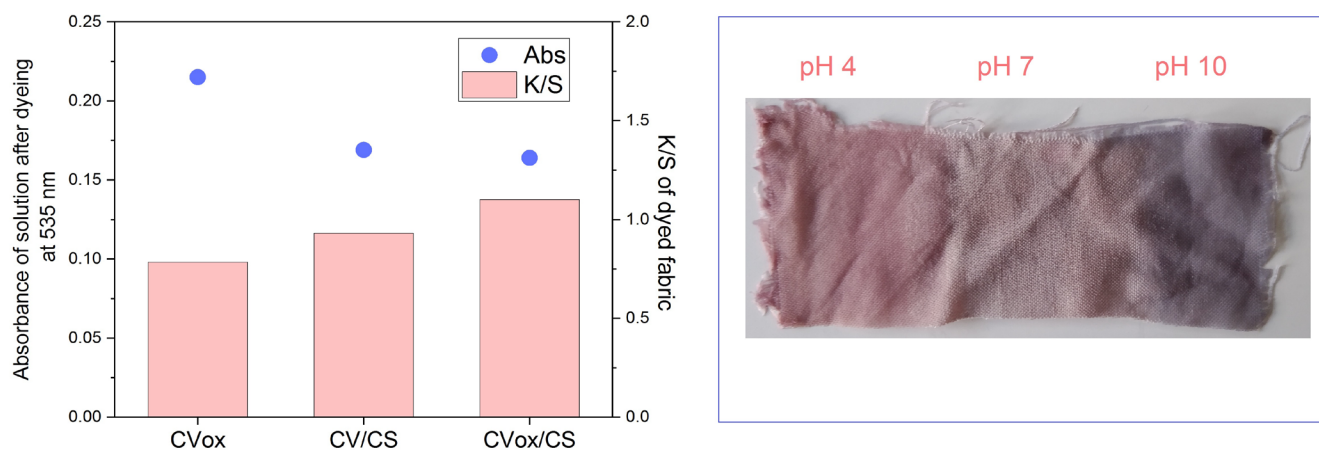 0.25
0.20
0.15
0.10
0.05
0.00
Absorbance of solution after dyeing
at 535 nm
Abs
K/S
2.0
1.5
1.0
0.5
0.0
K/S of dyed fabric
CVox
CV/CS
CVox/CS
pH 4
pH 7
pH 10